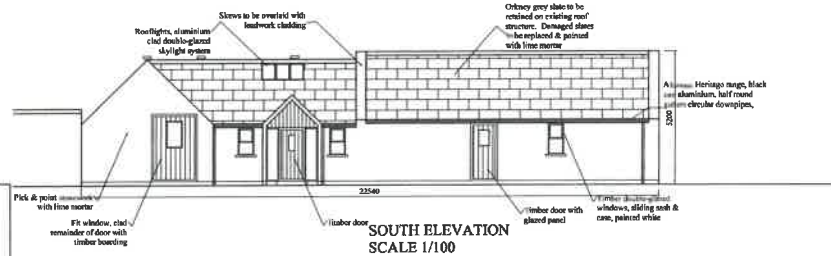 Orkney grey slate to be
retained on existing roof
structure. Damaged slates
to be replaced & pointed
with lime mortar
Skews to be overlaid with
leadwork cladding
Rooflights, aluminium
clad double-glazed
skylight system
Heritage range, black
aluminium, half round
circular downpipes,
5200
22540
Pick & point
with lime mortar
Fit window, clad
remainder of door with
timber boarding
Timber door
Timber door with
glazed panel
Timber double-glazed
windows, sliding sash &
case, painted white
SOUTH ELEVATION
SCALE 1/100